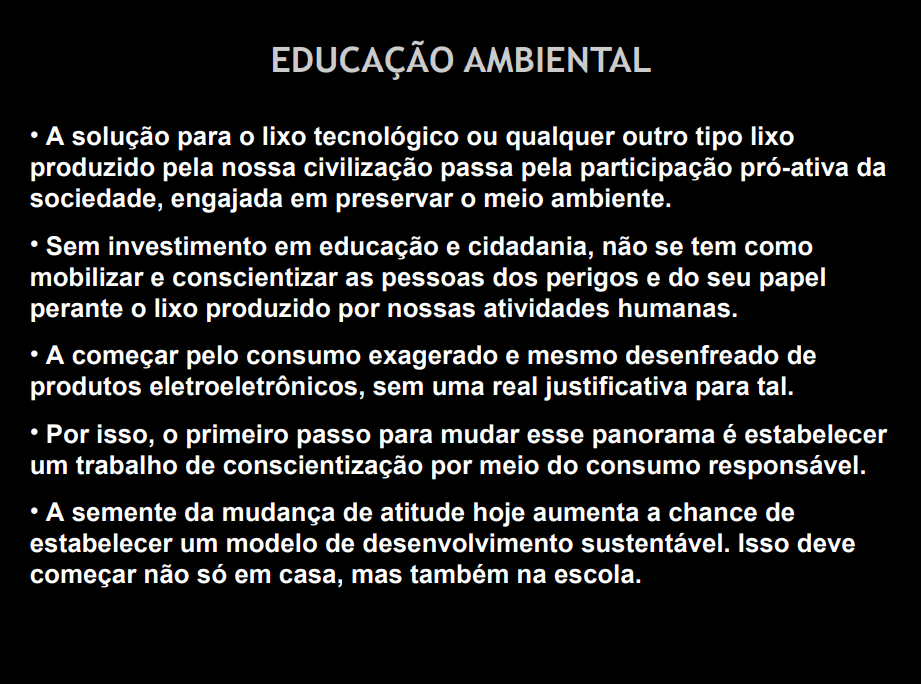 EDUCAÇÃO AMBIENTAL
• A solução para o lixo tecnológico ou qualquer outro tipo lixo
produzido pela nossa civilização passa pela participação pró-ativa da
sociedade, engajada em preservar o meio ambiente.
• Sem investimento em educação e cidadania, não se tem como
mobilizar e conscientizar as pessoas dos perigos e do seu papel
perante o lixo produzido por nossas atividades humanas.
• A começar pelo consumo exagerado e mesmo desenfreado de
produtos eletroeletrônicos, sem uma real justificativa para tal.
• Por isso, o primeiro passo para mudar esse panorama é estabelecer
um trabalho de conscientização por meio do consumo responsável.
• A semente da mudança de atitude hoje aumenta a chance de
estabelecer um modelo de desenvolvimento sustentável. Isso deve
começar não só em casa, mas também na escola.